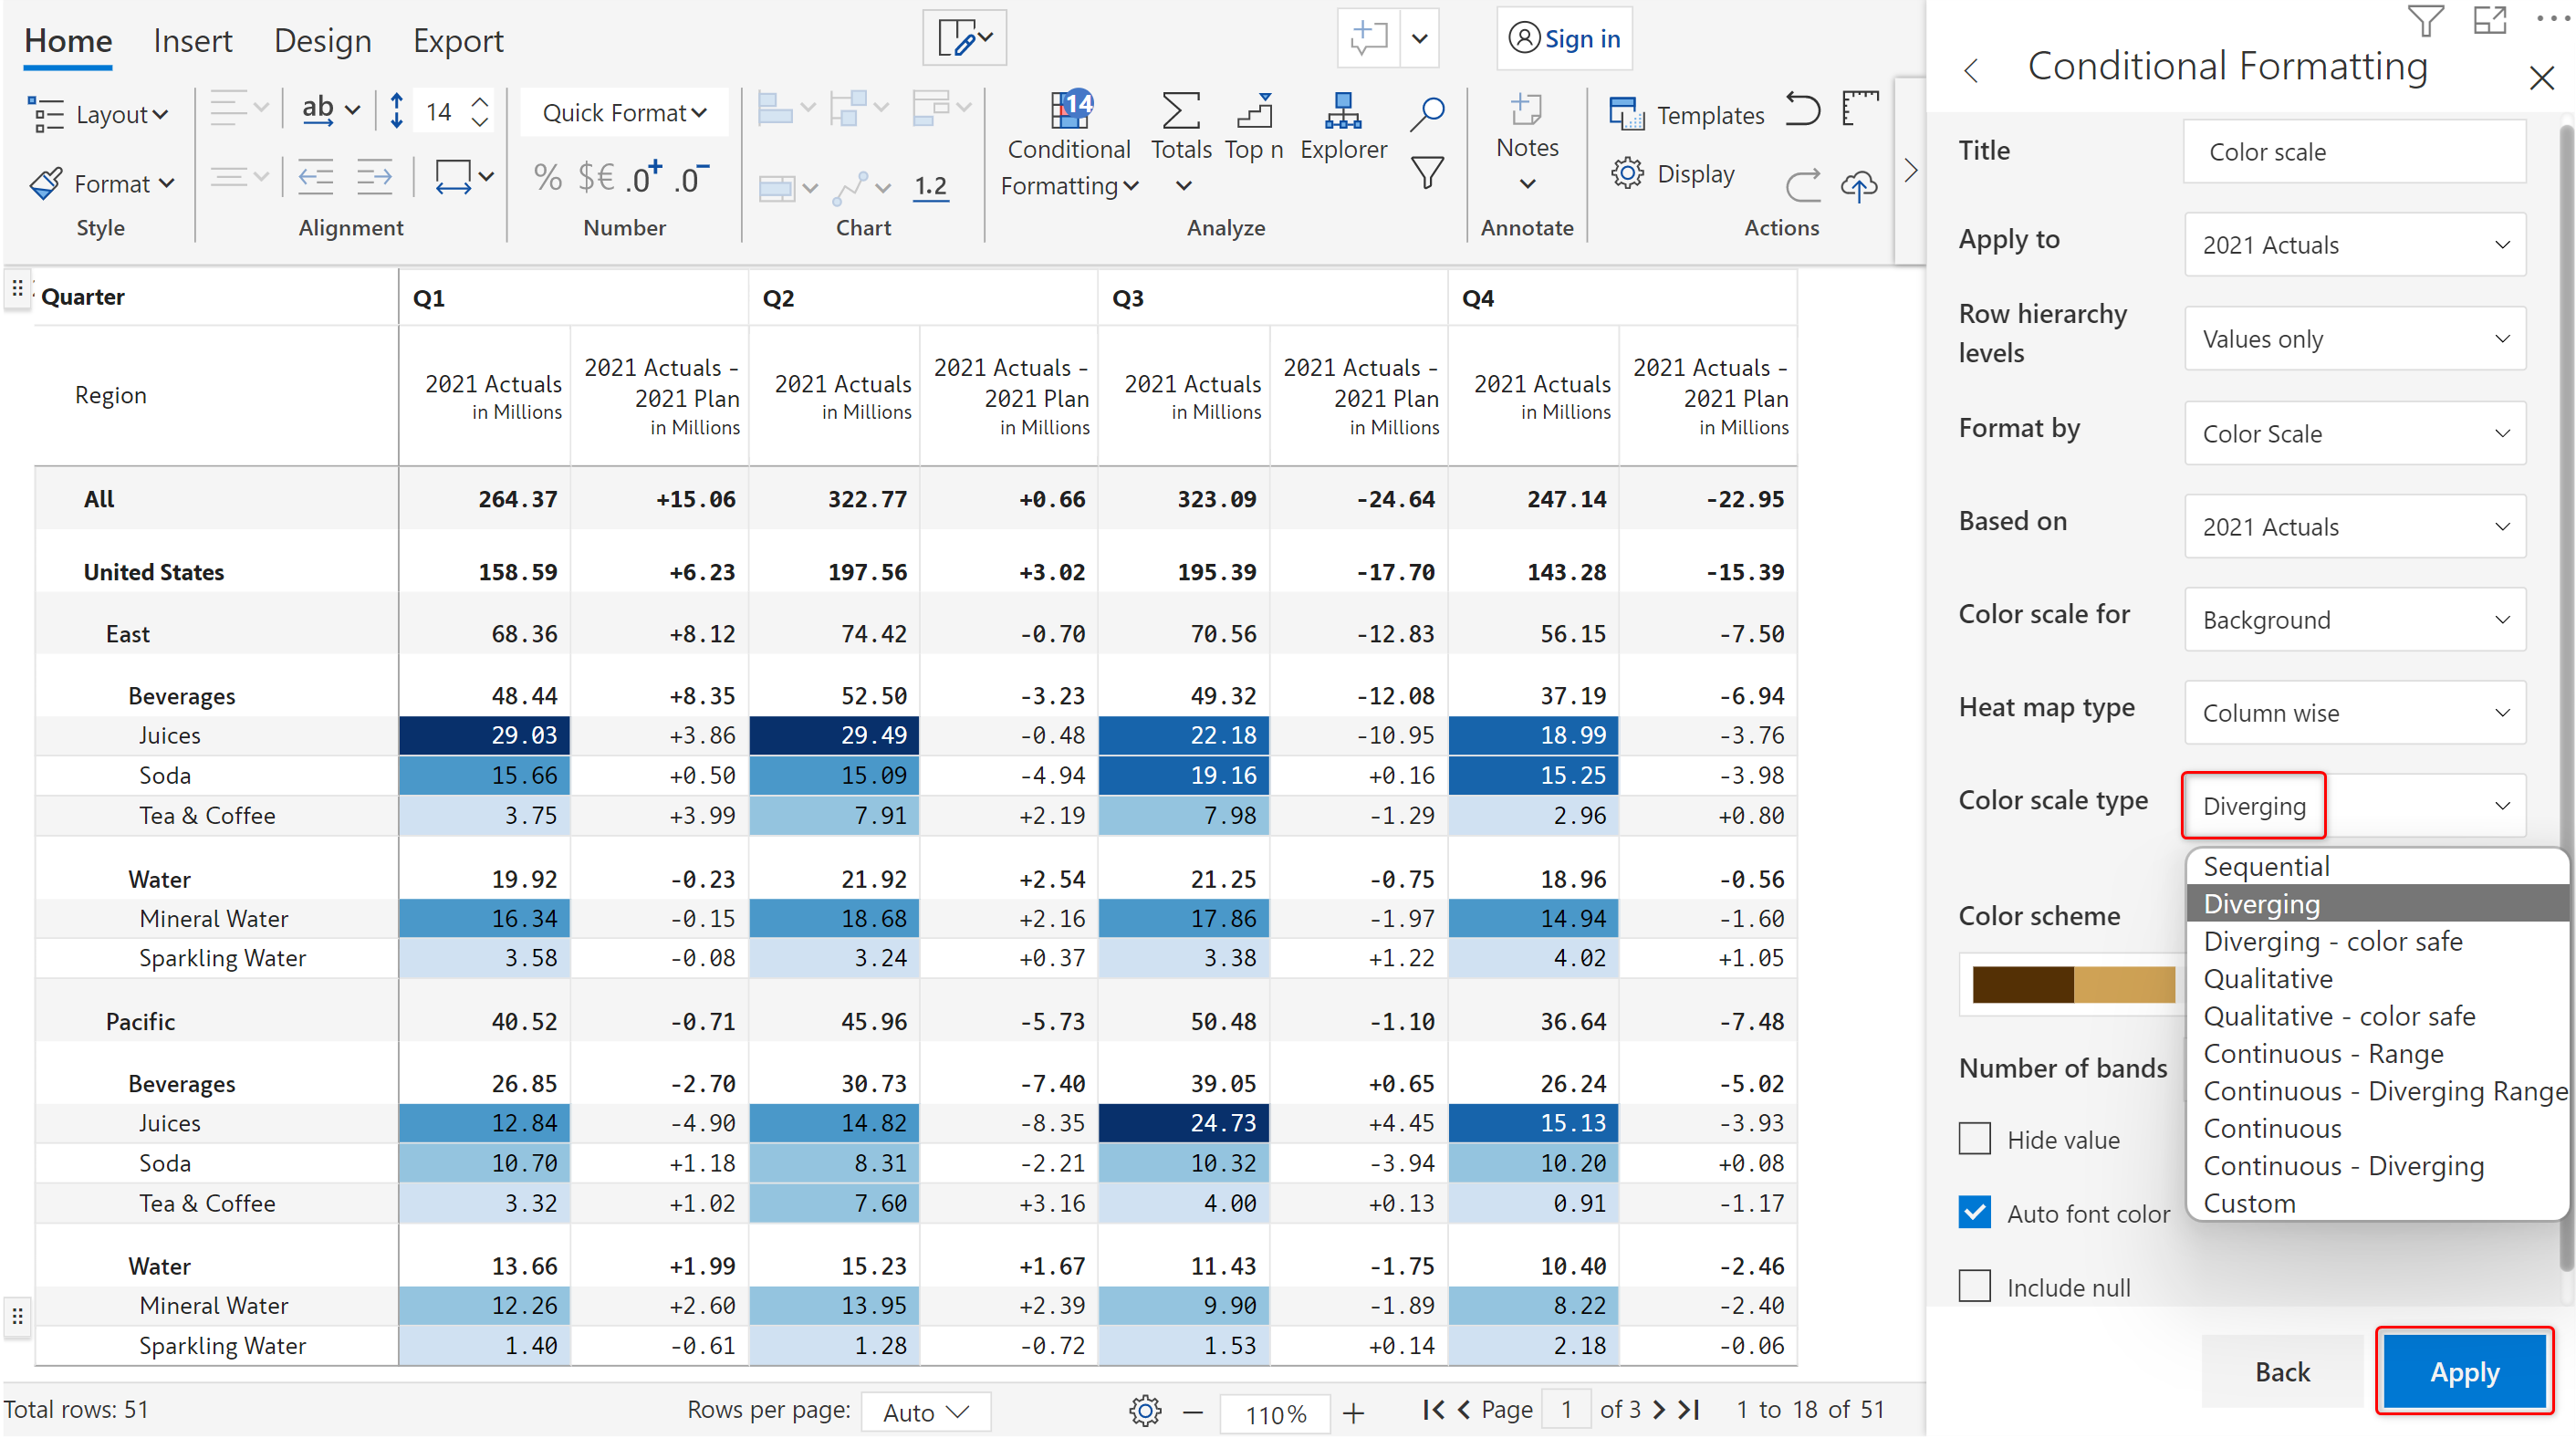 Home Insert Design Export Sign in
Layout ab 14 Quick Format 14 Templates
Conditional Formatting Totals Top n Explorer Notes
Format % $€ .0+ .0- 1.2 Display
Style Alignment Number Chart Analyze Annotate Actions
Quarter Q1 Q2 Q3 Q4
Region 2021 Actuals in Millions 2021 Actuals - 2021 Plan in Millions 2021 Actuals in Millions 2021 Actuals - 2021 Plan in Millions 2021 Actuals in Millions 2021 Actuals - 2021 Plan in Millions 2021 Actuals in Millions 2021 Actuals - 2021 Plan in Millions
All 264.37 +15.06 322.77 +0.66 323.09 -24.64 247.14 -22.95
United States 158.59 +6.23 197.56 +3.02 195.39 -17.70 143.28 -15.39
East 68.36 +8.12 74.42 -0.70 70.56 -12.83 56.15 -7.50
Beverages 48.44 +8.35 52.50 -3.23 49.32 -12.08 37.19 -6.94
Juices 29.03 +3.86 29.49 -0.48 22.18 -10.95 18.99 -3.76
Soda 15.66 +0.50 15.09 -4.94 19.16 +0.16 15.25 -3.98
Tea & Coffee 3.75 +3.99 7.91 +2.19 7.98 -1.29 2.96 +0.80
Water 19.92 -0.23 21.92 +2.54 21.25 -0.75 18.96 -0.56
Mineral Water 16.34 -0.15 18.68 +2.16 17.86 -1.97 14.94 -1.60
Sparkling Water 3.58 -0.08 3.24 +0.37 3.38 +1.22 4.02 +1.05
Pacific 40.52 -0.71 45.96 -5.73 50.48 -1.10 36.64 -7.48
Beverages 26.85 -2.70 30.73 -7.40 39.05 +0.65 26.24 -5.02
Juices 12.84 -4.90 14.82 -8.35 24.73 +4.45 15.13 -3.93
Soda 10.70 +1.18 8.31 -2.21 10.32 -3.94 10.20 +0.08
Tea & Coffee 3.32 +1.02 7.60 +3.16 4.00 +0.13 0.91 -1.17
Water 13.66 +1.99 15.23 +1.67 11.43 -1.75 10.40 -2.46
Mineral Water 12.26 +2.60 13.95 +2.39 9.90 -1.89 8.22 -2.40
Sparkling Water 1.40 -0.61 1.28 -0.72 1.53 +0.14 2.18 -0.06
Total rows: 51 Rows per page: Auto 110% Page 1 of 3 1 to 18 of 51
Conditional Formatting
Title Color scale
Apply to 2021 Actuals
Row hierarchy levels Values only
Format by Color Scale
Based on 2021 Actuals
Color scale for Background
Heat map type Column wise
Color scale type Diverging
Sequential
Diverging
Diverging - color safe
Qualitative
Qualitative - color safe
Continuous - Range
Continuous - Diverging Range
Continuous
Continuous - Diverging
Custom
Color scheme
Number of bands
Hide value
Auto font color
Include null
Back Apply